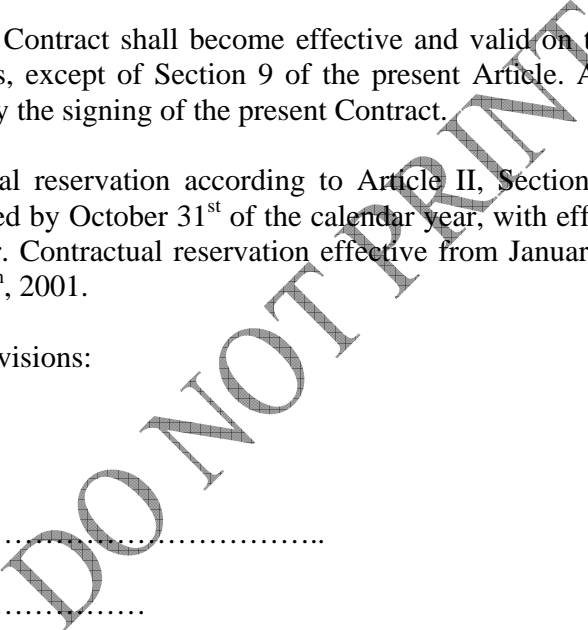 Contract shall become effective and valid on
s, except of Section 9 of the present Article.
y the signing of the present Contract.
al reservation according to Article II, Section
ed by October 31st of the calendar year, with eff
r. Contractual reservation effective from Januar
h, 2001.
visions:
…………………………………..
………………
DO NOT PRINT